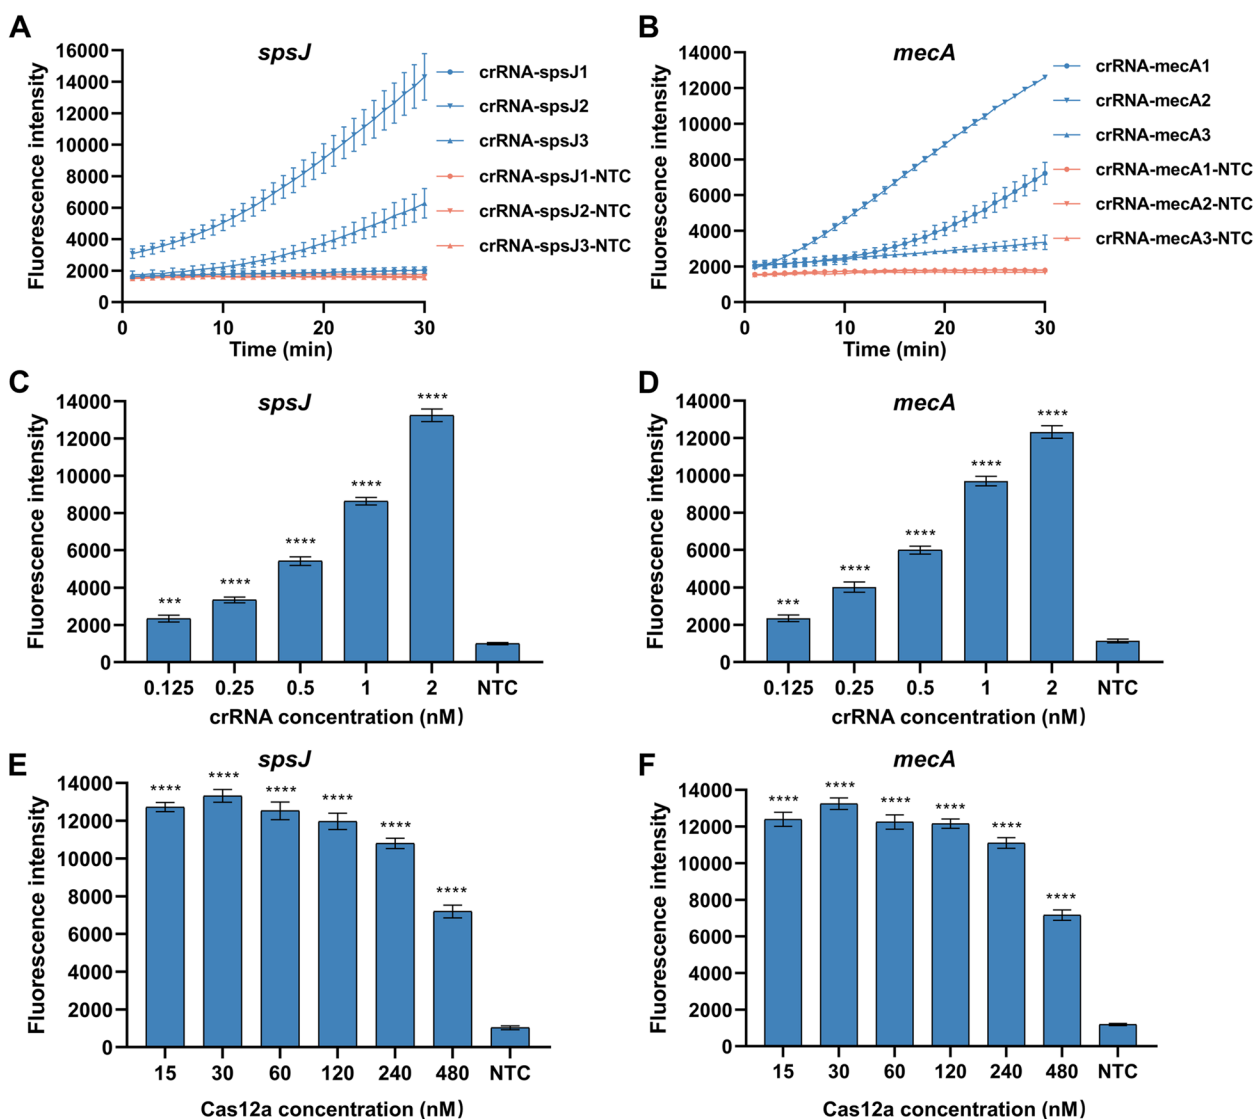 A
spsJ
Fluorescence intensity
16000
14000
12000
10000
8000
6000
4000
2000
0
0
10
20
30
Time (min)
crRNA-spsJ1
crRNA-spsJ2
crRNA-spsJ3
crRNA-spsJ1-NTC
crRNA-spsJ2-NTC
crRNA-spsJ3-NTC
B
mecA
Fluorescence intensity
14000
12000
10000
8000
6000
4000
2000
0
0
10
20
30
Time (min)
crRNA-mecA1
crRNA-mecA2
crRNA-mecA3
crRNA-mecA1-NTC
crRNA-mecA2-NTC
crRNA-mecA3-NTC
C
spsJ
Fluorescence intensity
14000
12000
10000
8000
6000
4000
2000
0
***
****
****
****
****
0.125 0.25 0.5 1 2 NTC
crRNA concentration (nM)
D
mecA
Fluorescence intensity
14000
12000
10000
8000
6000
4000
2000
0
***
****
****
****
****
0.125 0.25 0.5 1 2 NTC
crRNA concentration (nM)
E
spsJ
Fluorescence intensity
14000
12000
10000
8000
6000
4000
2000
0
****
****
****
****
****
****
15 30 60 120 240 480 NTC
Cas12a concentration (nM)
F
mecA
Fluorescence intensity
14000
12000
10000
8000
6000
4000
2000
0
****
****
****
****
****
****
15 30 60 120 240 480 NTC
Cas12a concentration (nM)